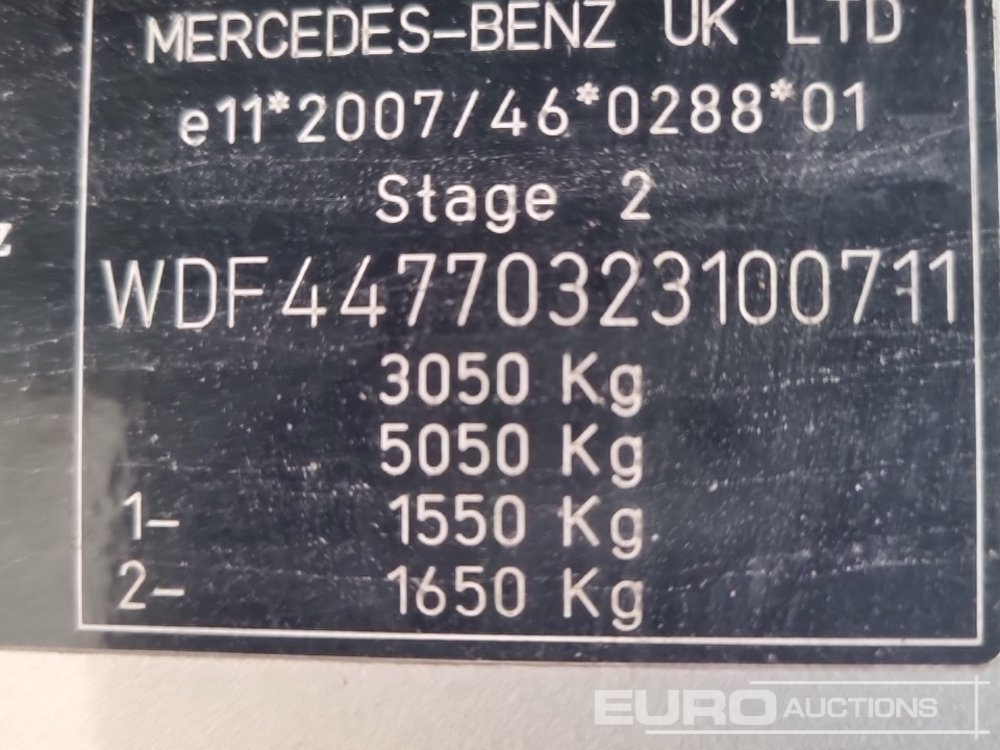 MERCEDES-BENZ UK LTD
e11*2007/46*0288*01
Stage 2
WDF44770323100711
3050 Kg
5050 Kg
1- 1550 Kg
2- 1650 Kg
EURO AUCTIONS